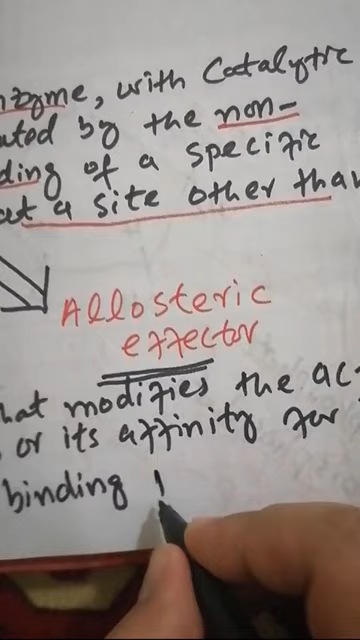 nzyme, with Catalytic
ated by the non-
ding of a specific
at a site other than
Allosteric
effector
hat modifies the ac
or its affinity for
binding